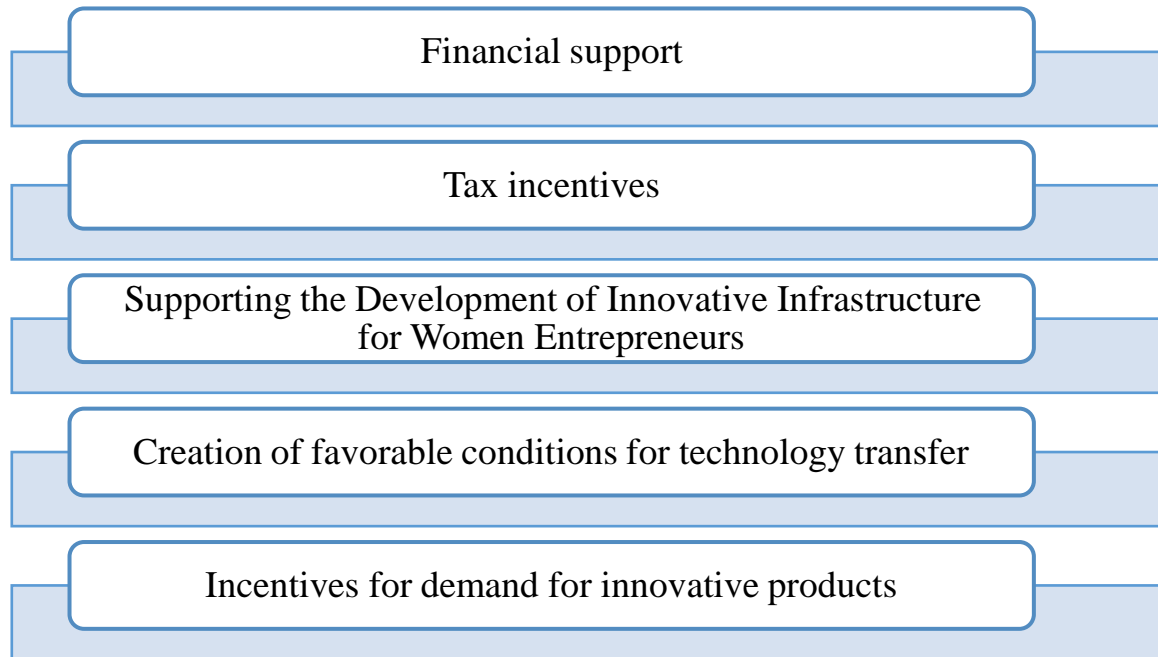 Financial support
Tax incentives
Supporting the Development of Innovative Infrastructure
for Women Entrepreneurs
Creation of favorable conditions for technology transfer
Incentives for demand for innovative products